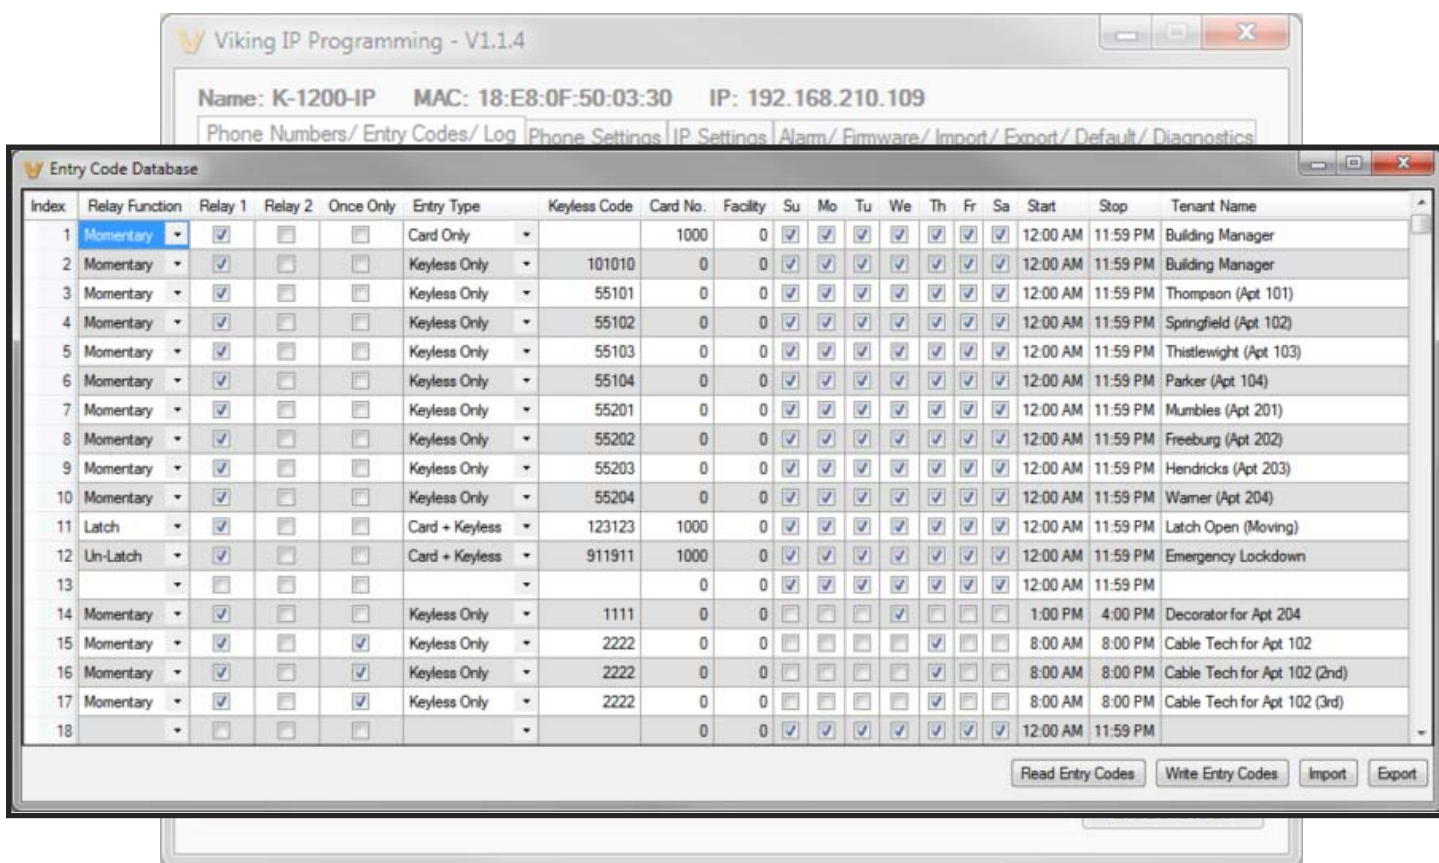 Viking IP Programming - V1.1.4
Name: K-1200-IP MAC: 18:E8:0F:50:03:30 IP: 192.168.210.109
Phone Numbers/ Entry Codes/ Log Phone Settings IP Settings Alarm/ Firmware/ Import/ Export/ Default/ Diagnostics
Entry Code Database
Index Relay Function Relay 1 Relay 2 Once Only Entry Type Keyless Code Card No. Facility Su Mo Tu We Th Fr Sa Start Stop Tenant Name
1 Momentary Card Only 1000 0 12:00 AM 11:59 PM Building Manager
2 Momentary Keyless Only 101010 0 0 12:00 AM 11:59 PM Building Manager
3 Momentary Keyless Only 55101 0 0 12:00 AM 11:59 PM Thompson (Apt 101)
4 Momentary Keyless Only 55102 0 0 12:00 AM 11:59 PM Springfield (Apt 102)
5 Momentary Keyless Only 55103 0 0 12:00 AM 11:59 PM Thistlewight (Apt 103)
6 Momentary Keyless Only 55104 0 0 12:00 AM 11:59 PM Parker (Apt 104)
7 Momentary Keyless Only 55201 0 0 12:00 AM 11:59 PM Mumbles (Apt 201)
8 Momentary Keyless Only 55202 0 0 12:00 AM 11:59 PM Freeburg (Apt 202)
9 Momentary Keyless Only 55203 0 0 12:00 AM 11:59 PM Hendricks (Apt 203)
10 Momentary Keyless Only 55204 0 0 12:00 AM 11:59 PM Warner (Apt 204)
11 Latch Card + Keyless 123123 1000 0 12:00 AM 11:59 PM Latch Open (Moving)
12 Un-Latch Card + Keyless 911911 1000 0 12:00 AM 11:59 PM Emergency Lockdown
13 0 0 12:00 AM 11:59 PM
14 Momentary Keyless Only 1111 0 0 1:00 PM 4:00 PM Decorator for Apt 204
15 Momentary Keyless Only 2222 0 0 8:00 AM 8:00 PM Cable Tech for Apt 102
16 Momentary Keyless Only 2222 0 0 8:00 AM 8:00 PM Cable Tech for Apt 102 (2nd)
17 Momentary Keyless Only 2222 0 0 8:00 AM 8:00 PM Cable Tech for Apt 102 (3rd)
18 0 0 12:00 AM 11:59 PM
Read Entry Codes Write Entry Codes Import Export